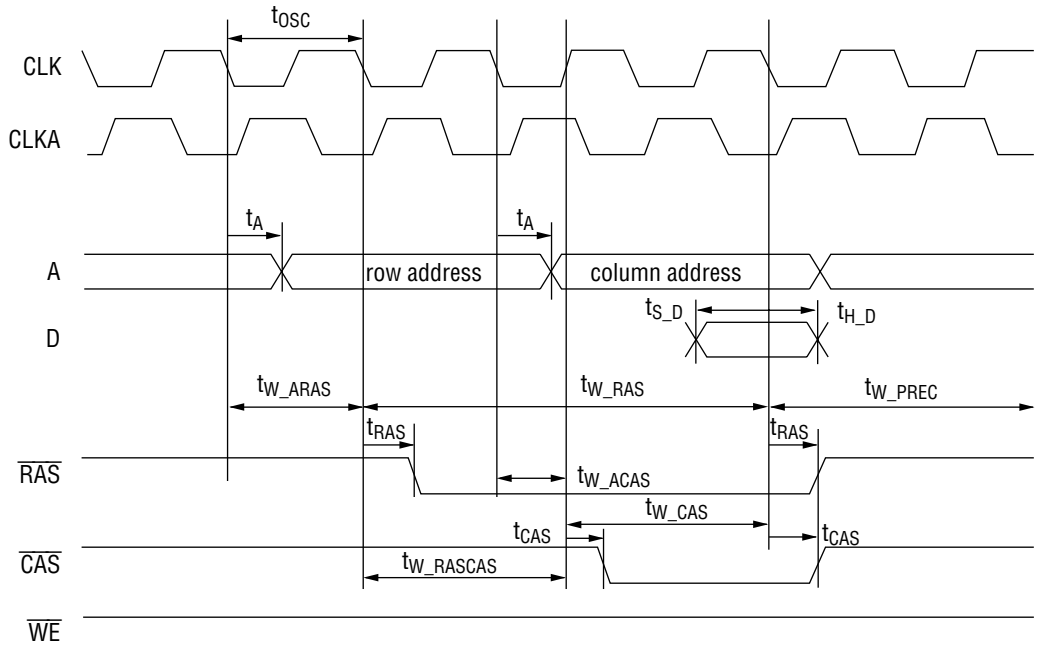 tOSC
CLK
CLKA
tA tA
A row address column address
tS_D tH_D
D
tW_ARAS tW_RAS tW_PREC
tRAS tRAS
RAS
tW_ACAS
tW_CAS
tCAS tCAS
CAS
tW_RASCAS
WE